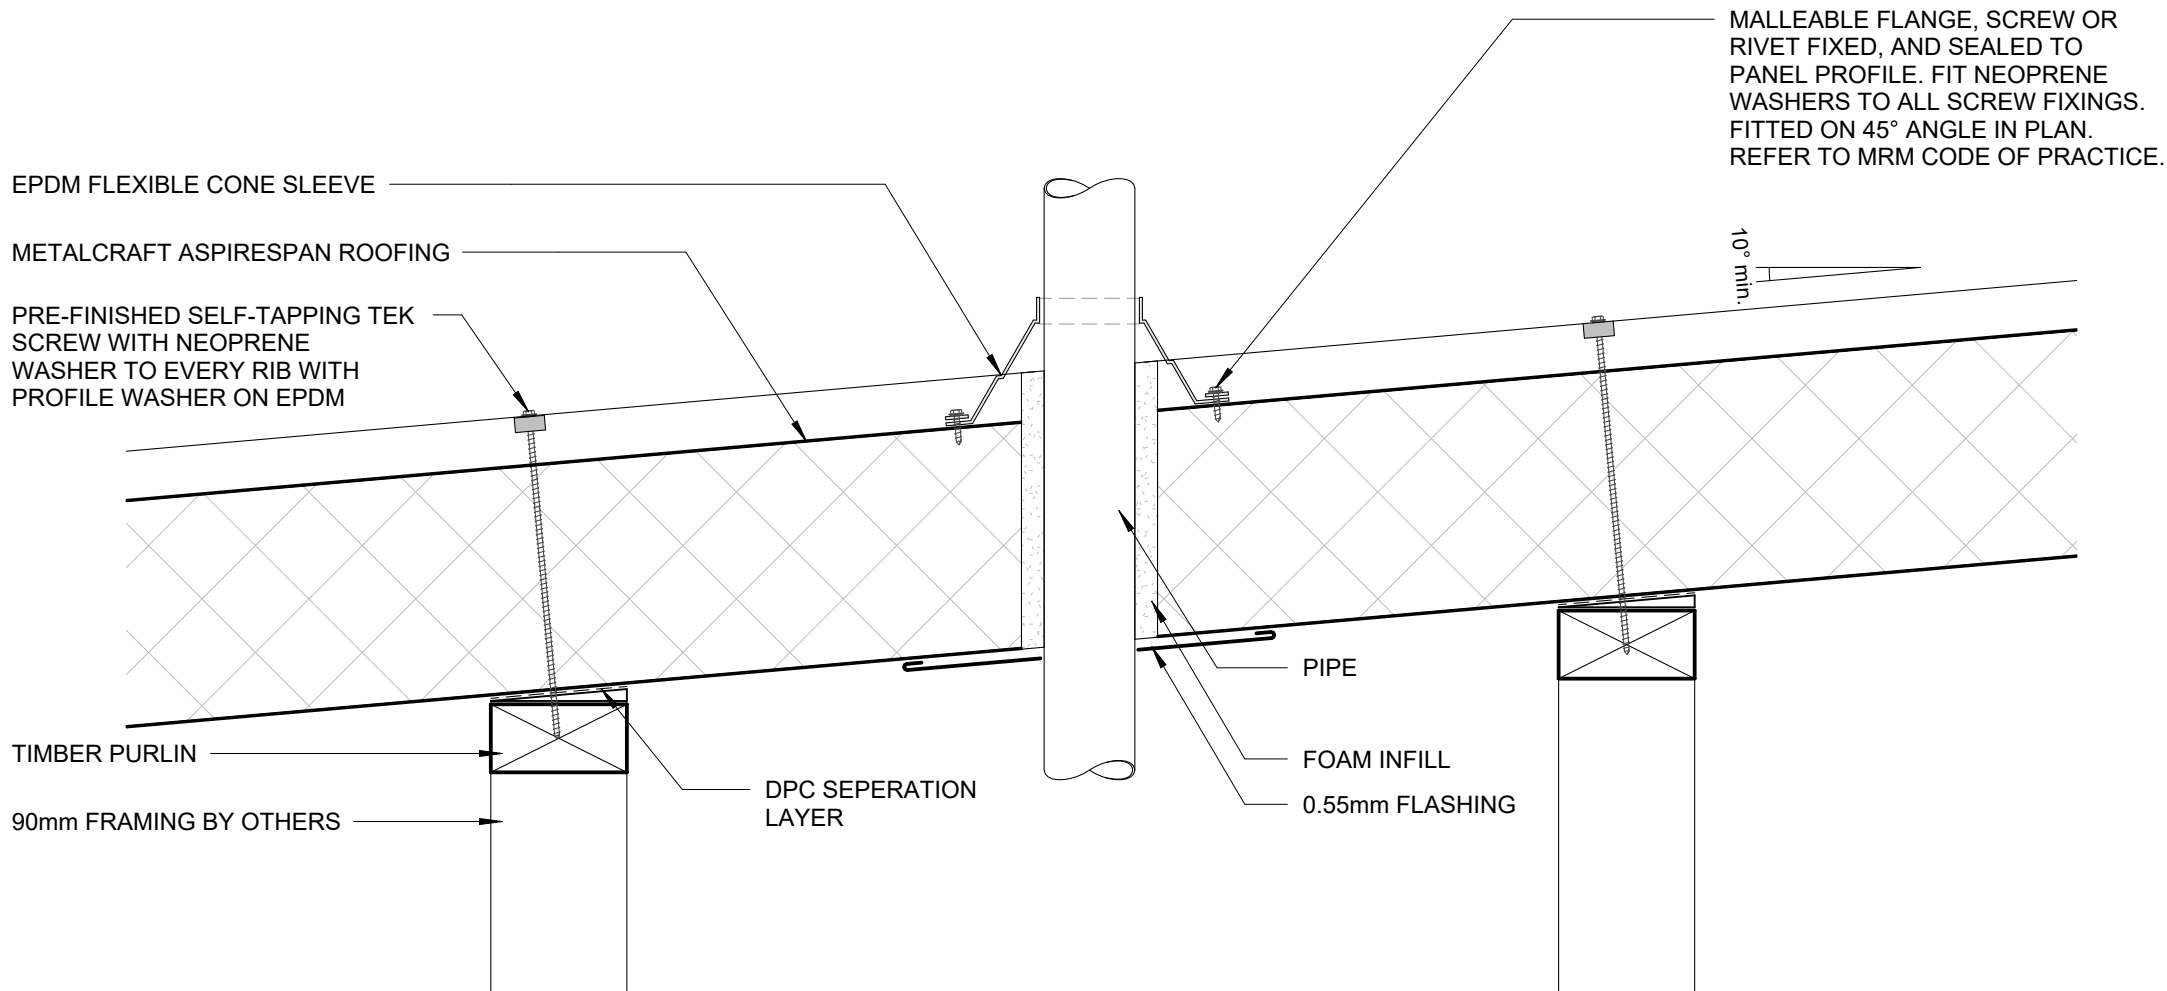 MALLEABLE FLANGE, SCREW OR
RIVET FIXED, AND SEALED TO
PANEL PROFILE. FIT NEOPRENE
WASHERS TO ALL SCREW FIXINGS.
FITTED ON 45° ANGLE IN PLAN.
REFER TO MRM CODE OF PRACTICE.
EPDM FLEXIBLE CONE SLEEVE
METALCRAFT ASPIRESPAN ROOFING
10° min.
PRE-FINISHED SELF-TAPPING TEK
SCREW WITH NEOPRENE
WASHER TO EVERY RIB WITH
PROFILE WASHER ON EPDM
PIPE
TIMBER PURLIN
FOAM INFILL
DPC SEPERATION
LAYER
0.55mm FLASHING
90mm FRAMING BY OTHERS